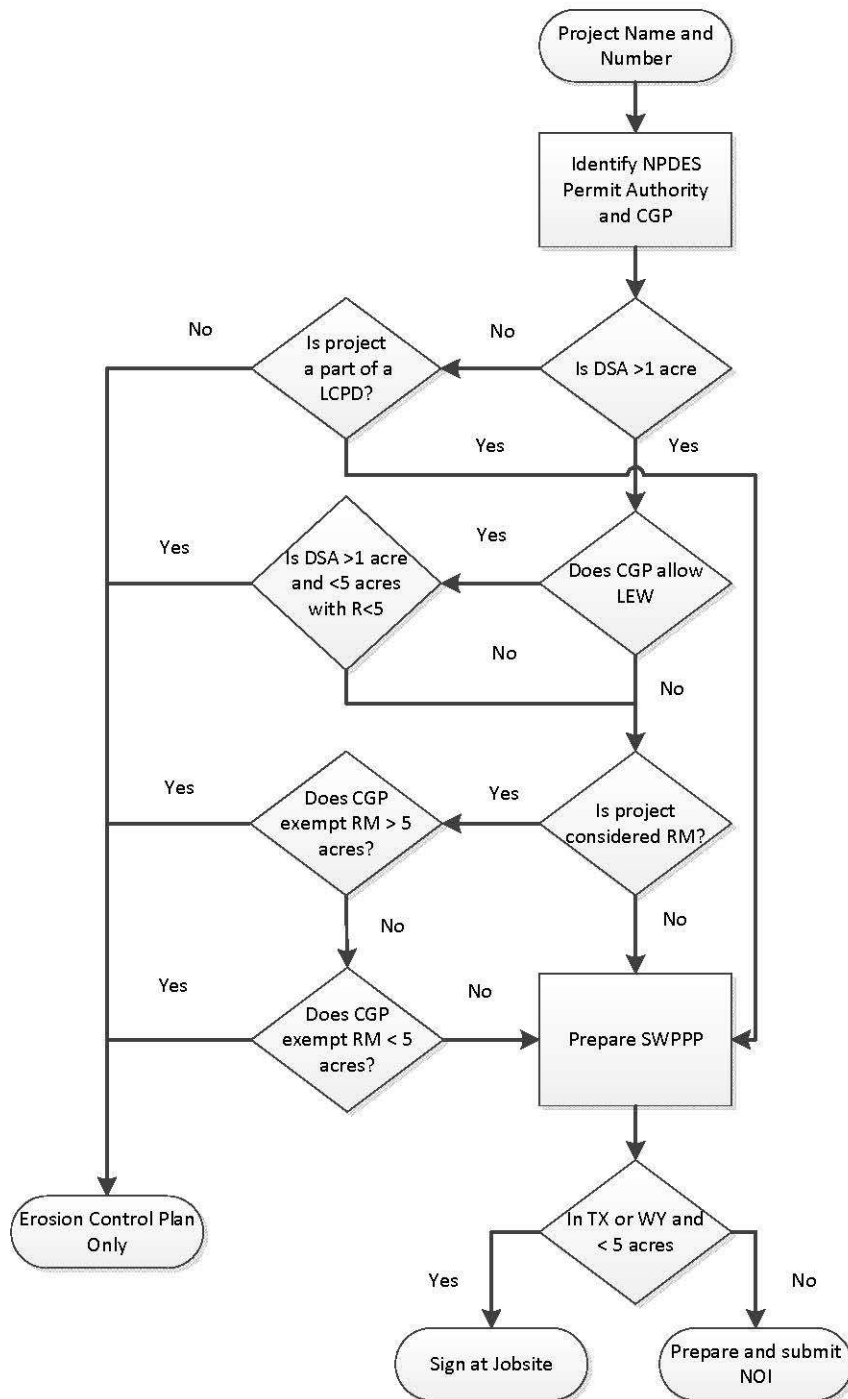 Project Name and
Number
Identify NPDES
Permit Authority
and CGP
Is DSA >1 acre
No
Is project
a part of a
LCPD?
No
Yes
Yes
Does CGP allow
LEW
Yes
Is DSA >1 acre
and <5 acres
with R<5
Yes
No
No
Is project
considered RM?
Yes
Does CGP
exempt RM > 5
acres?
Yes
No
No
Does CGP
exempt RM < 5
acres?
Yes
No
Prepare SWPPP
Erosion Control Plan
Only
In TX or WY and
< 5 acres
Yes
No
Sign at Jobsite
Prepare and submit
NOI